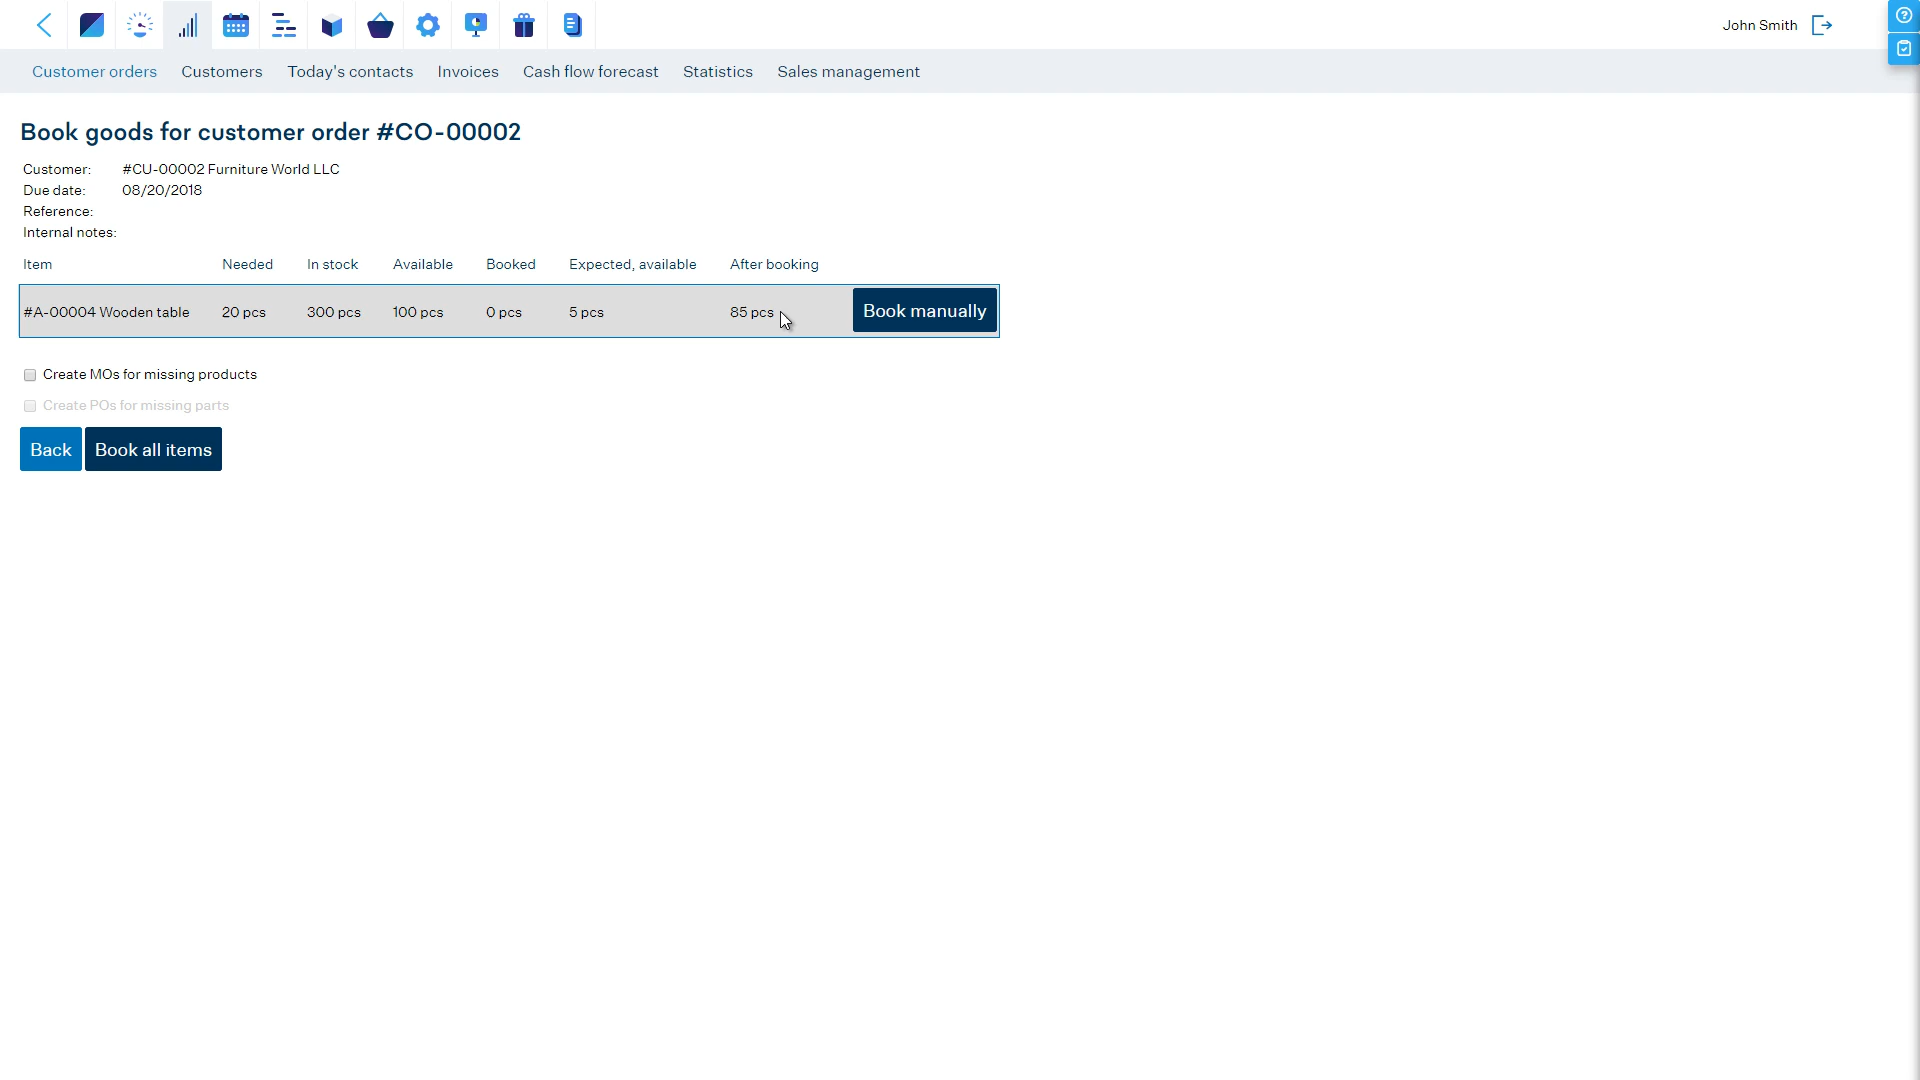 John Smith
Customer orders Customers Today's contacts Invoices Cash flow forecast Statistics Sales management
Book goods for customer order #CO-00002
Customer: #CU-00002 Furniture World LLC
Due date: 08/20/2018
Reference:
Internal notes:
Item Needed In stock Available Booked Expected, available After booking
#A-00004 Wooden table 20 pcs 300 pcs 100 pcs 0 pcs 5 pcs 85 pcs Book manually
Create MOs for missing products
Create POs for missing parts
Back Book all items